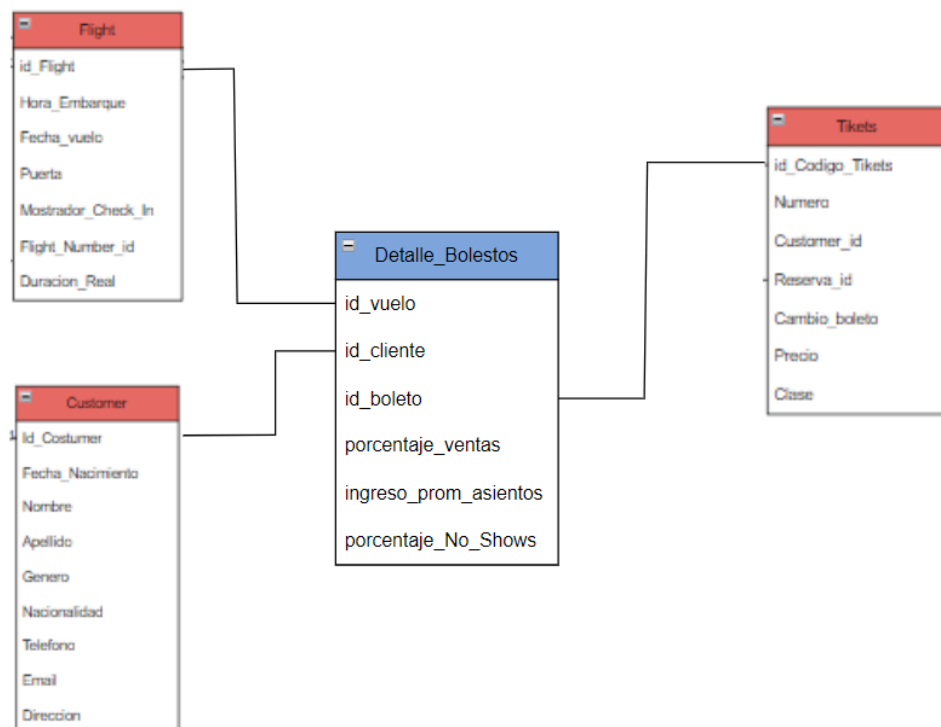 Flight
id_Flight
Hora_Embarque
Fecha_vuelo
Puerta
Mostrador_Check_In
Flight_Number_id
Duracion_Real
Customer
1
Id_Costumer
Fecha_Nacimiento
Nombre
Apellido
Genero
Nacionalidad
Telefono
Email
Direccion
Detalle_Bolestos
id_vuelo
id_cliente
id_boleto
porcentaje_ventas
ingreso_prom_asientos
porcentaje_No_Shows
Tikets
id_Codigo_Tikets
Numero
Customer_id
Reserva_id
Cambio_boleto
Precio
Clase